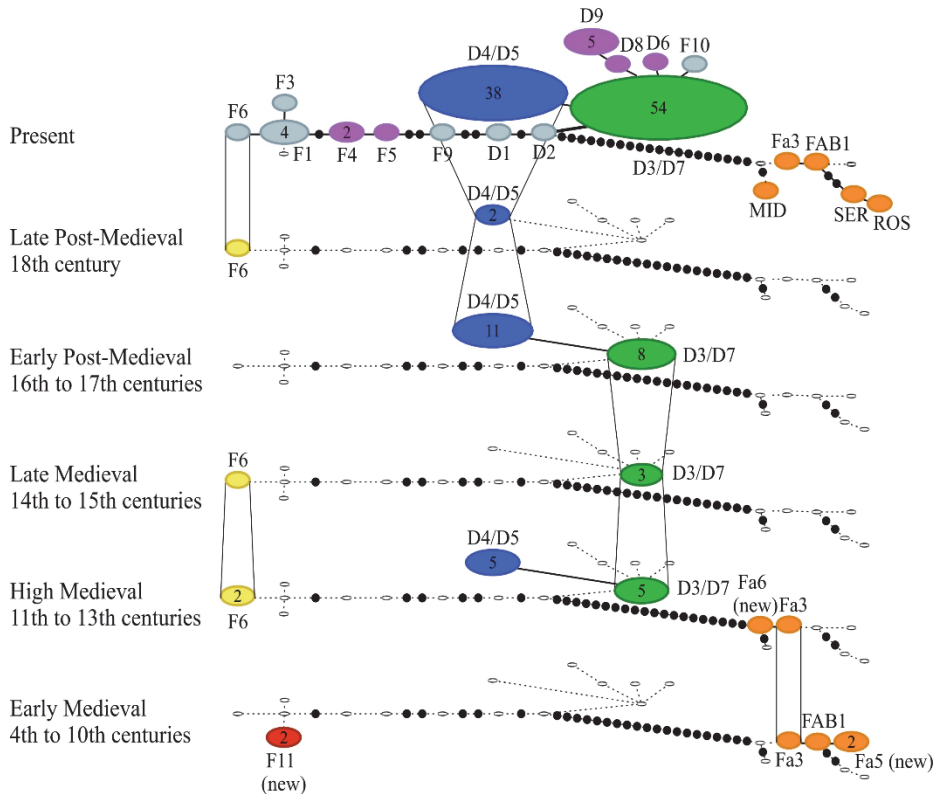 D9
5
D8 D6 F10
D4/D5
38
54
F3
F6
Present
4
2
F1 F4 F5 F9 D1 D2
D3/D7
Fa3 FAB1
MID
SER
ROS
D4/D5
2
Late Post-Medieval
18th century
F6
D4/D5
11
8
D3/D7
Early Post-Medieval
16th to 17th centuries
F6
Late Medieval
14th to 15th centuries
3
D3/D7
D4/D5
5
High Medieval
11th to 13th centuries
2
F6
5
D3/D7
Fa6
(new) Fa3
Early Medieval
4th to 10th centuries
2
F11
(new)
FAB1
2
Fa3
Fa5 (new)